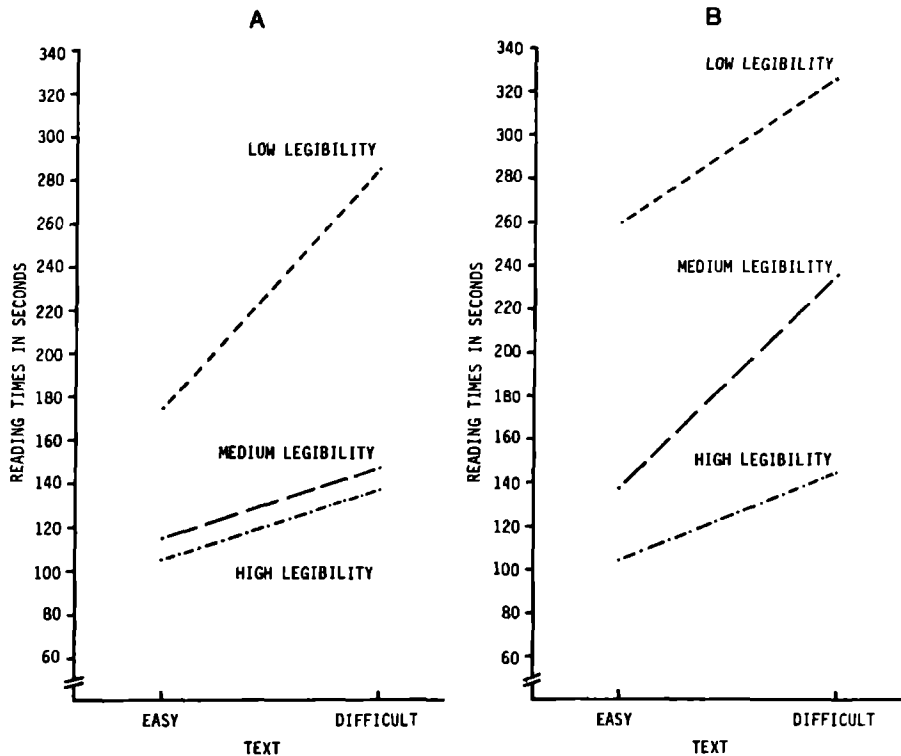 A
340
320
300
280
260
240
220
200
180
160
140
120
100
80
60
READING TIMES IN SECONDS
LOW LEGIBILITY
MEDIUM LEGIBILITY
HIGH LEGIBILITY
EASY
DIFFICULT
TEXT
B
340
320
300
280
260
240
220
200
180
160
140
120
100
80
60
READING TIMES IN SECONDS
LOW LEGIBILITY
MEDIUM LEGIBILITY
HIGH LEGIBILITY
EASY
DIFFICULT
TEXT